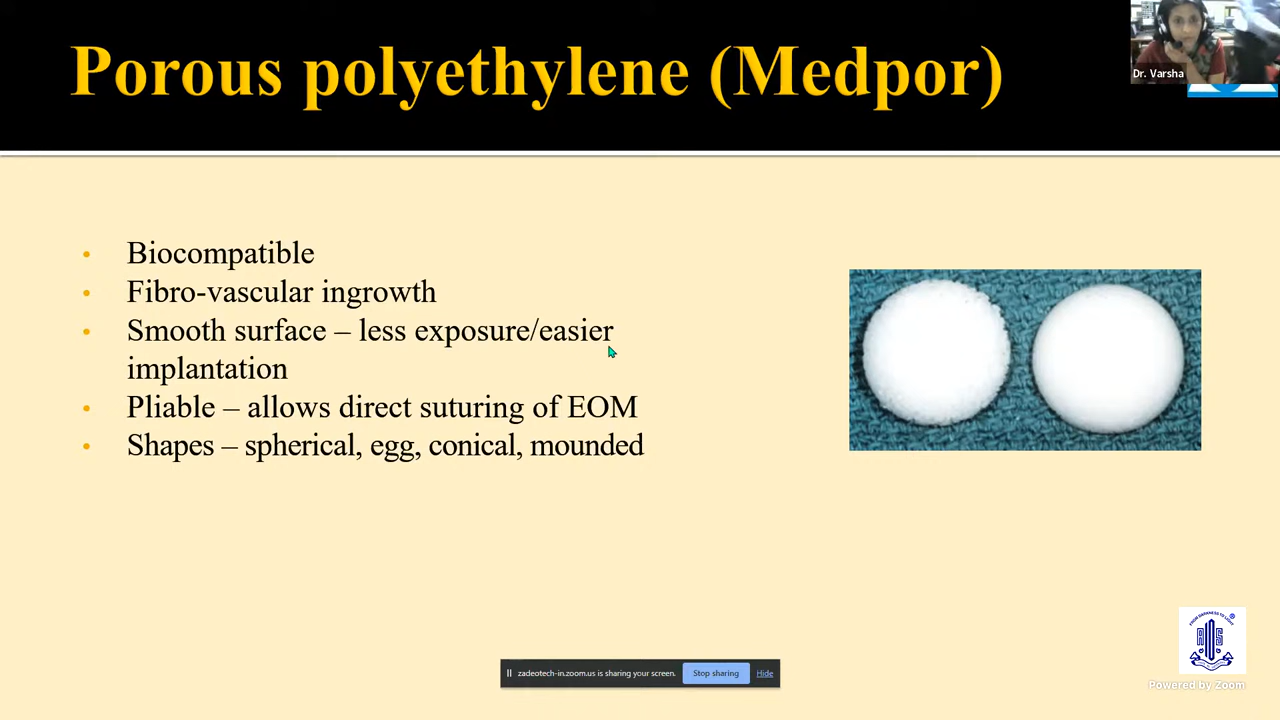 Porous polyethylene (Medpor)
Dr. Varsha
• Biocompatible
• Fibro-vascular ingrowth
• Smooth surface – less exposure/easier
implantation
• Pliable – allows direct suturing of EOM
• Shapes – spherical, egg, conical, mounded
zadeotech-in.zoom.us is sharing your screen. Stop sharing Hide
Powered by Zoom